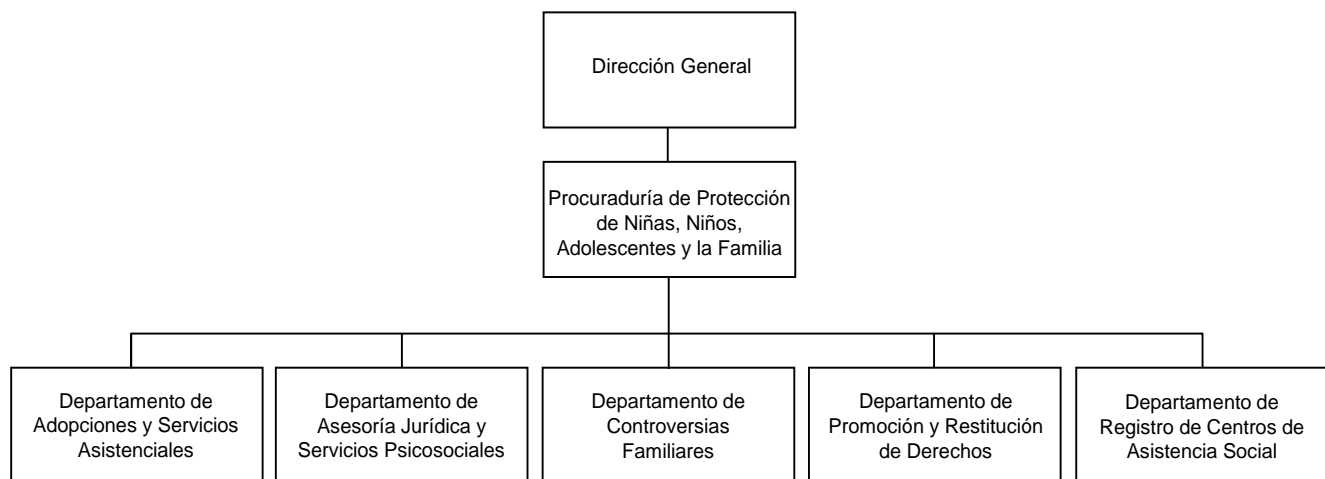 Dirección General
Procuraduría de Protección
de Niñas, Niños,
Adolescentes y la Familia
Departamento de
Adopciones y Servicios
Asistenciales
Departamento de
Asesoría Jurídica y
Servicios Psicosociales
Departamento de
Controversias
Familiares
Departamento de
Promoción y Restitución
de Derechos
Departamento de
Registro de Centros de
Asistencia Social